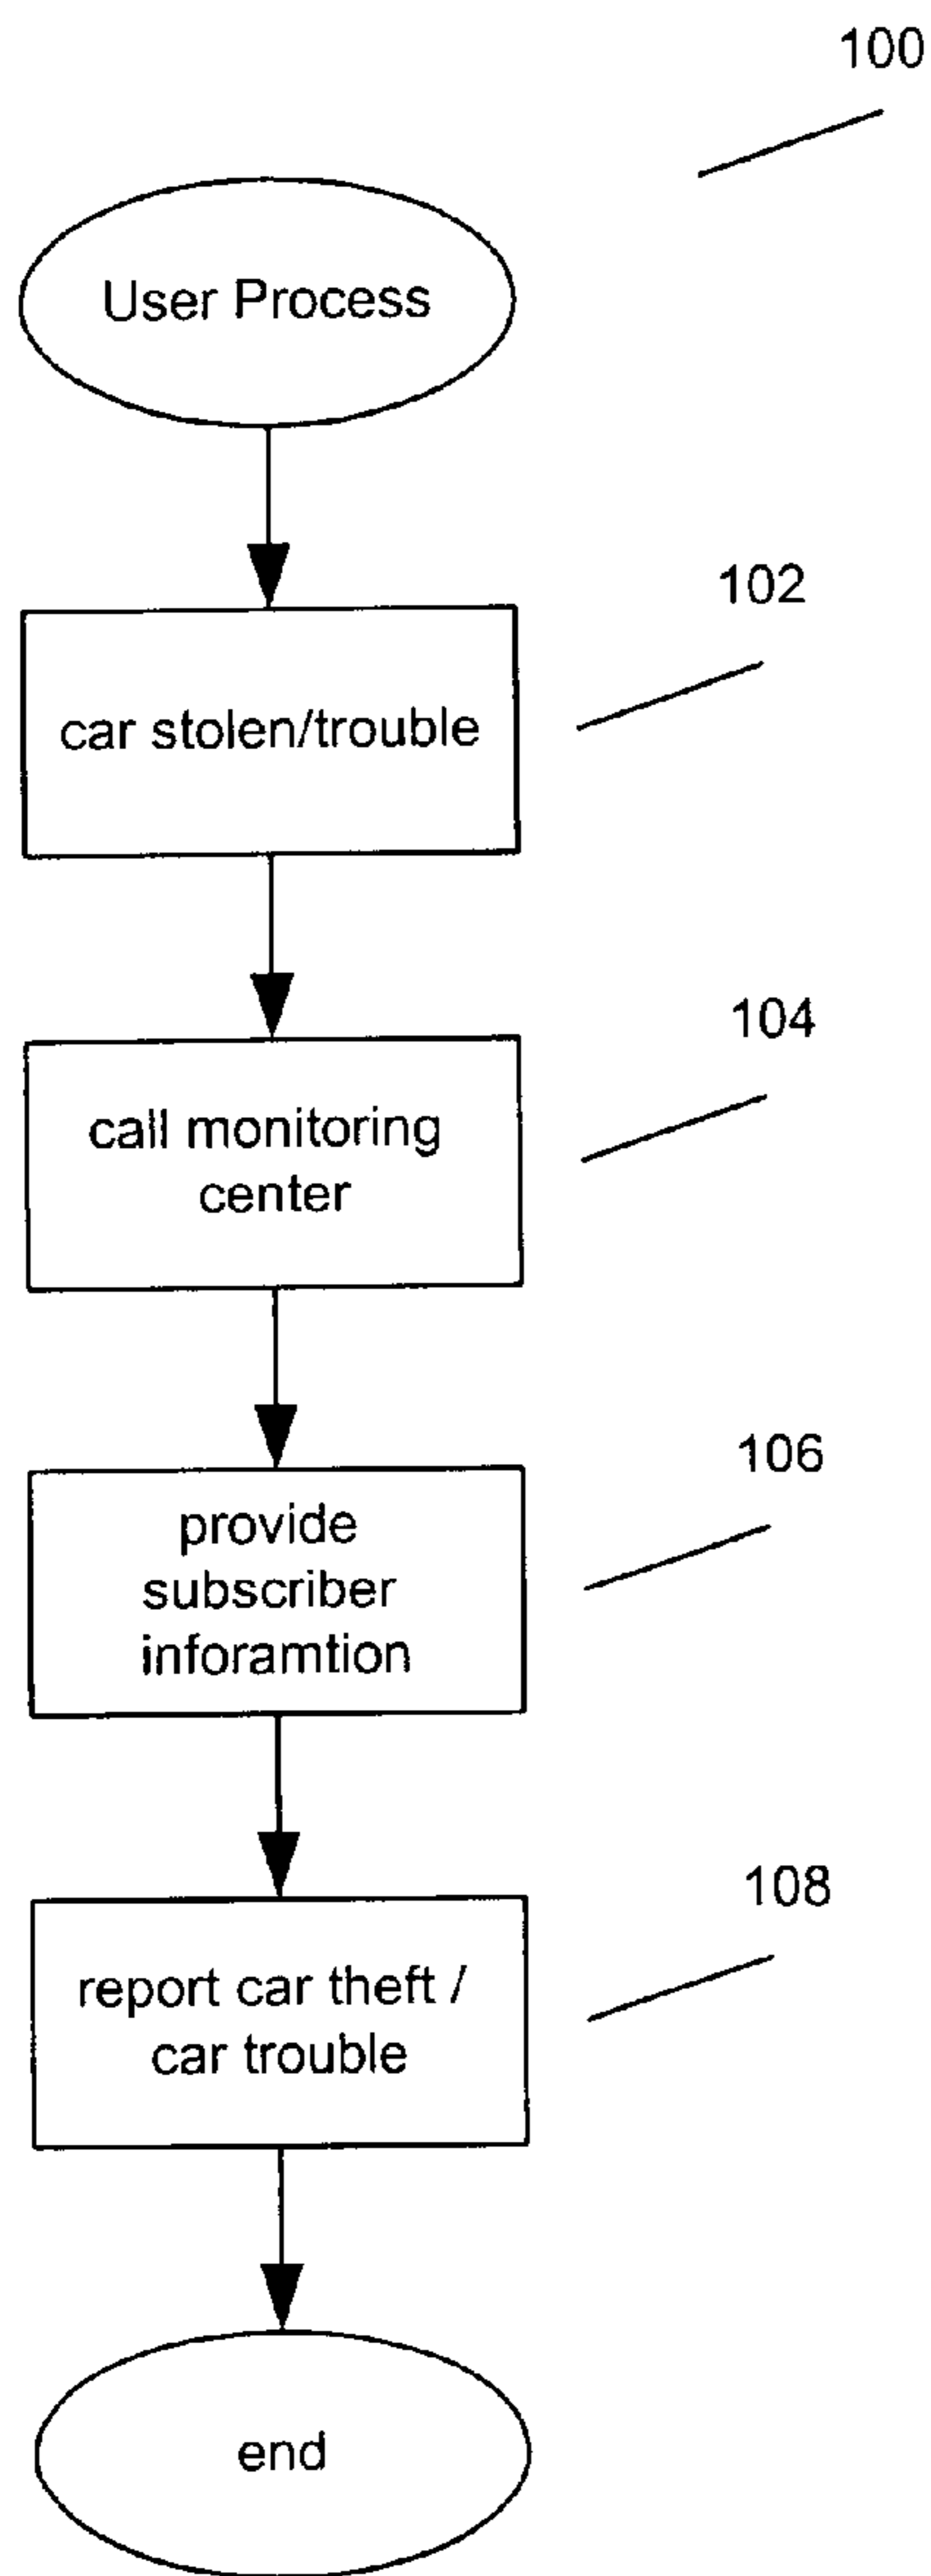 100
User Process
102
car stolen/trouble
104
call monitoring
center
106
provide
subscriber
inforamtion
108
report car theft /
car trouble
end